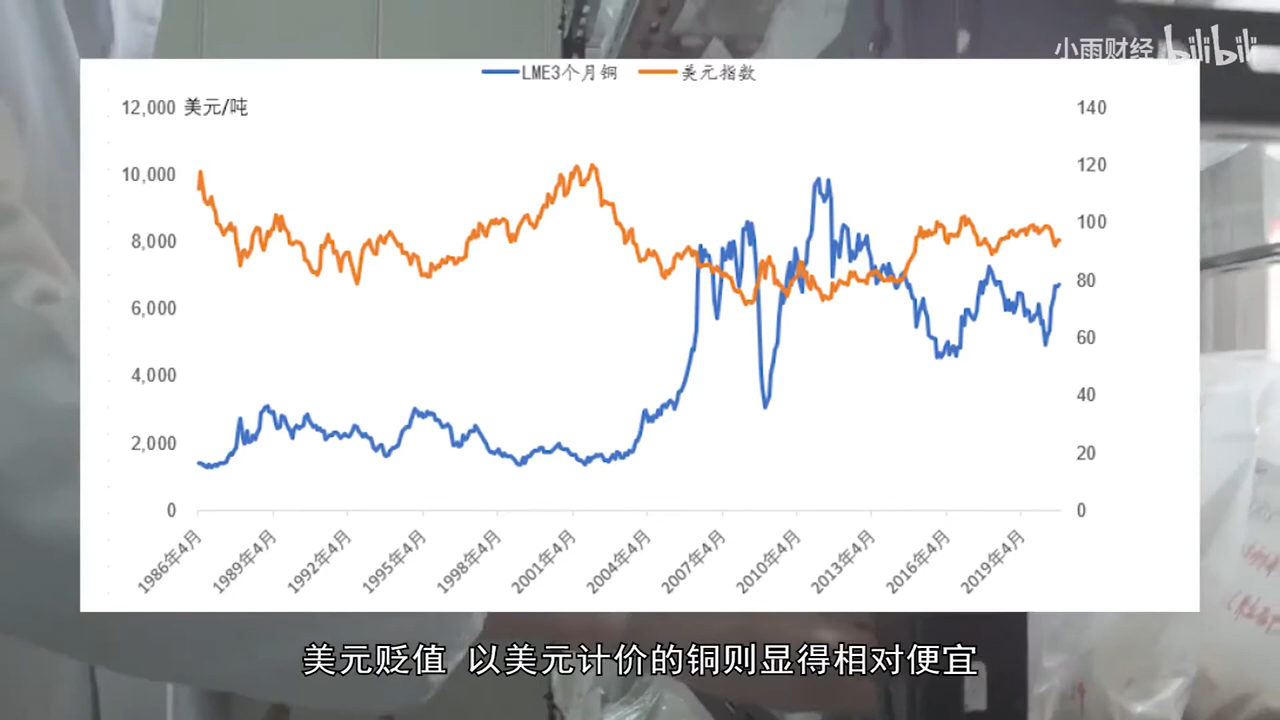 小雨财经 bilibili
LME3个月铜 美元指数
12,000 美元/吨 140
10,000 120
8,000 100
6,000 80
4,000 60
2,000 40
0 20
0
1986年4月 1989年4月 1992年4月 1995年4月 1998年4月 2001年4月 2004年4月 2007年4月 2010年4月 2013年4月 2016年4月 2019年4月
美元贬值 以美元计价的铜则显得相对便宜